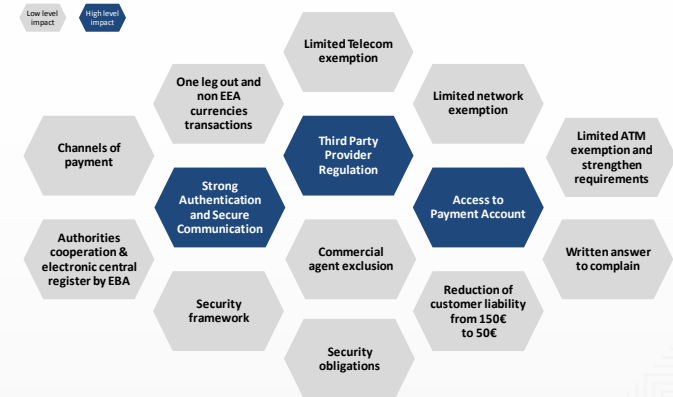 Low level
impact
High level
impact
Limited Telecom
exemption
One leg out and
non EEA
currencies
transactions
Limited network
exemption
Channels of
payment
Third Party
Provider
Regulation
Limited ATM
exemption and
strengthen
requirements
Strong
Authentication
and Secure
Communication
Access to
Payment Account
Authorities
cooperation &
electronic central
register by EBA
Commercial
agent exclusion
Written answer
to complain
Security
framework
Reduction of
customer liability
from 150€
to 50€
Security
obligations